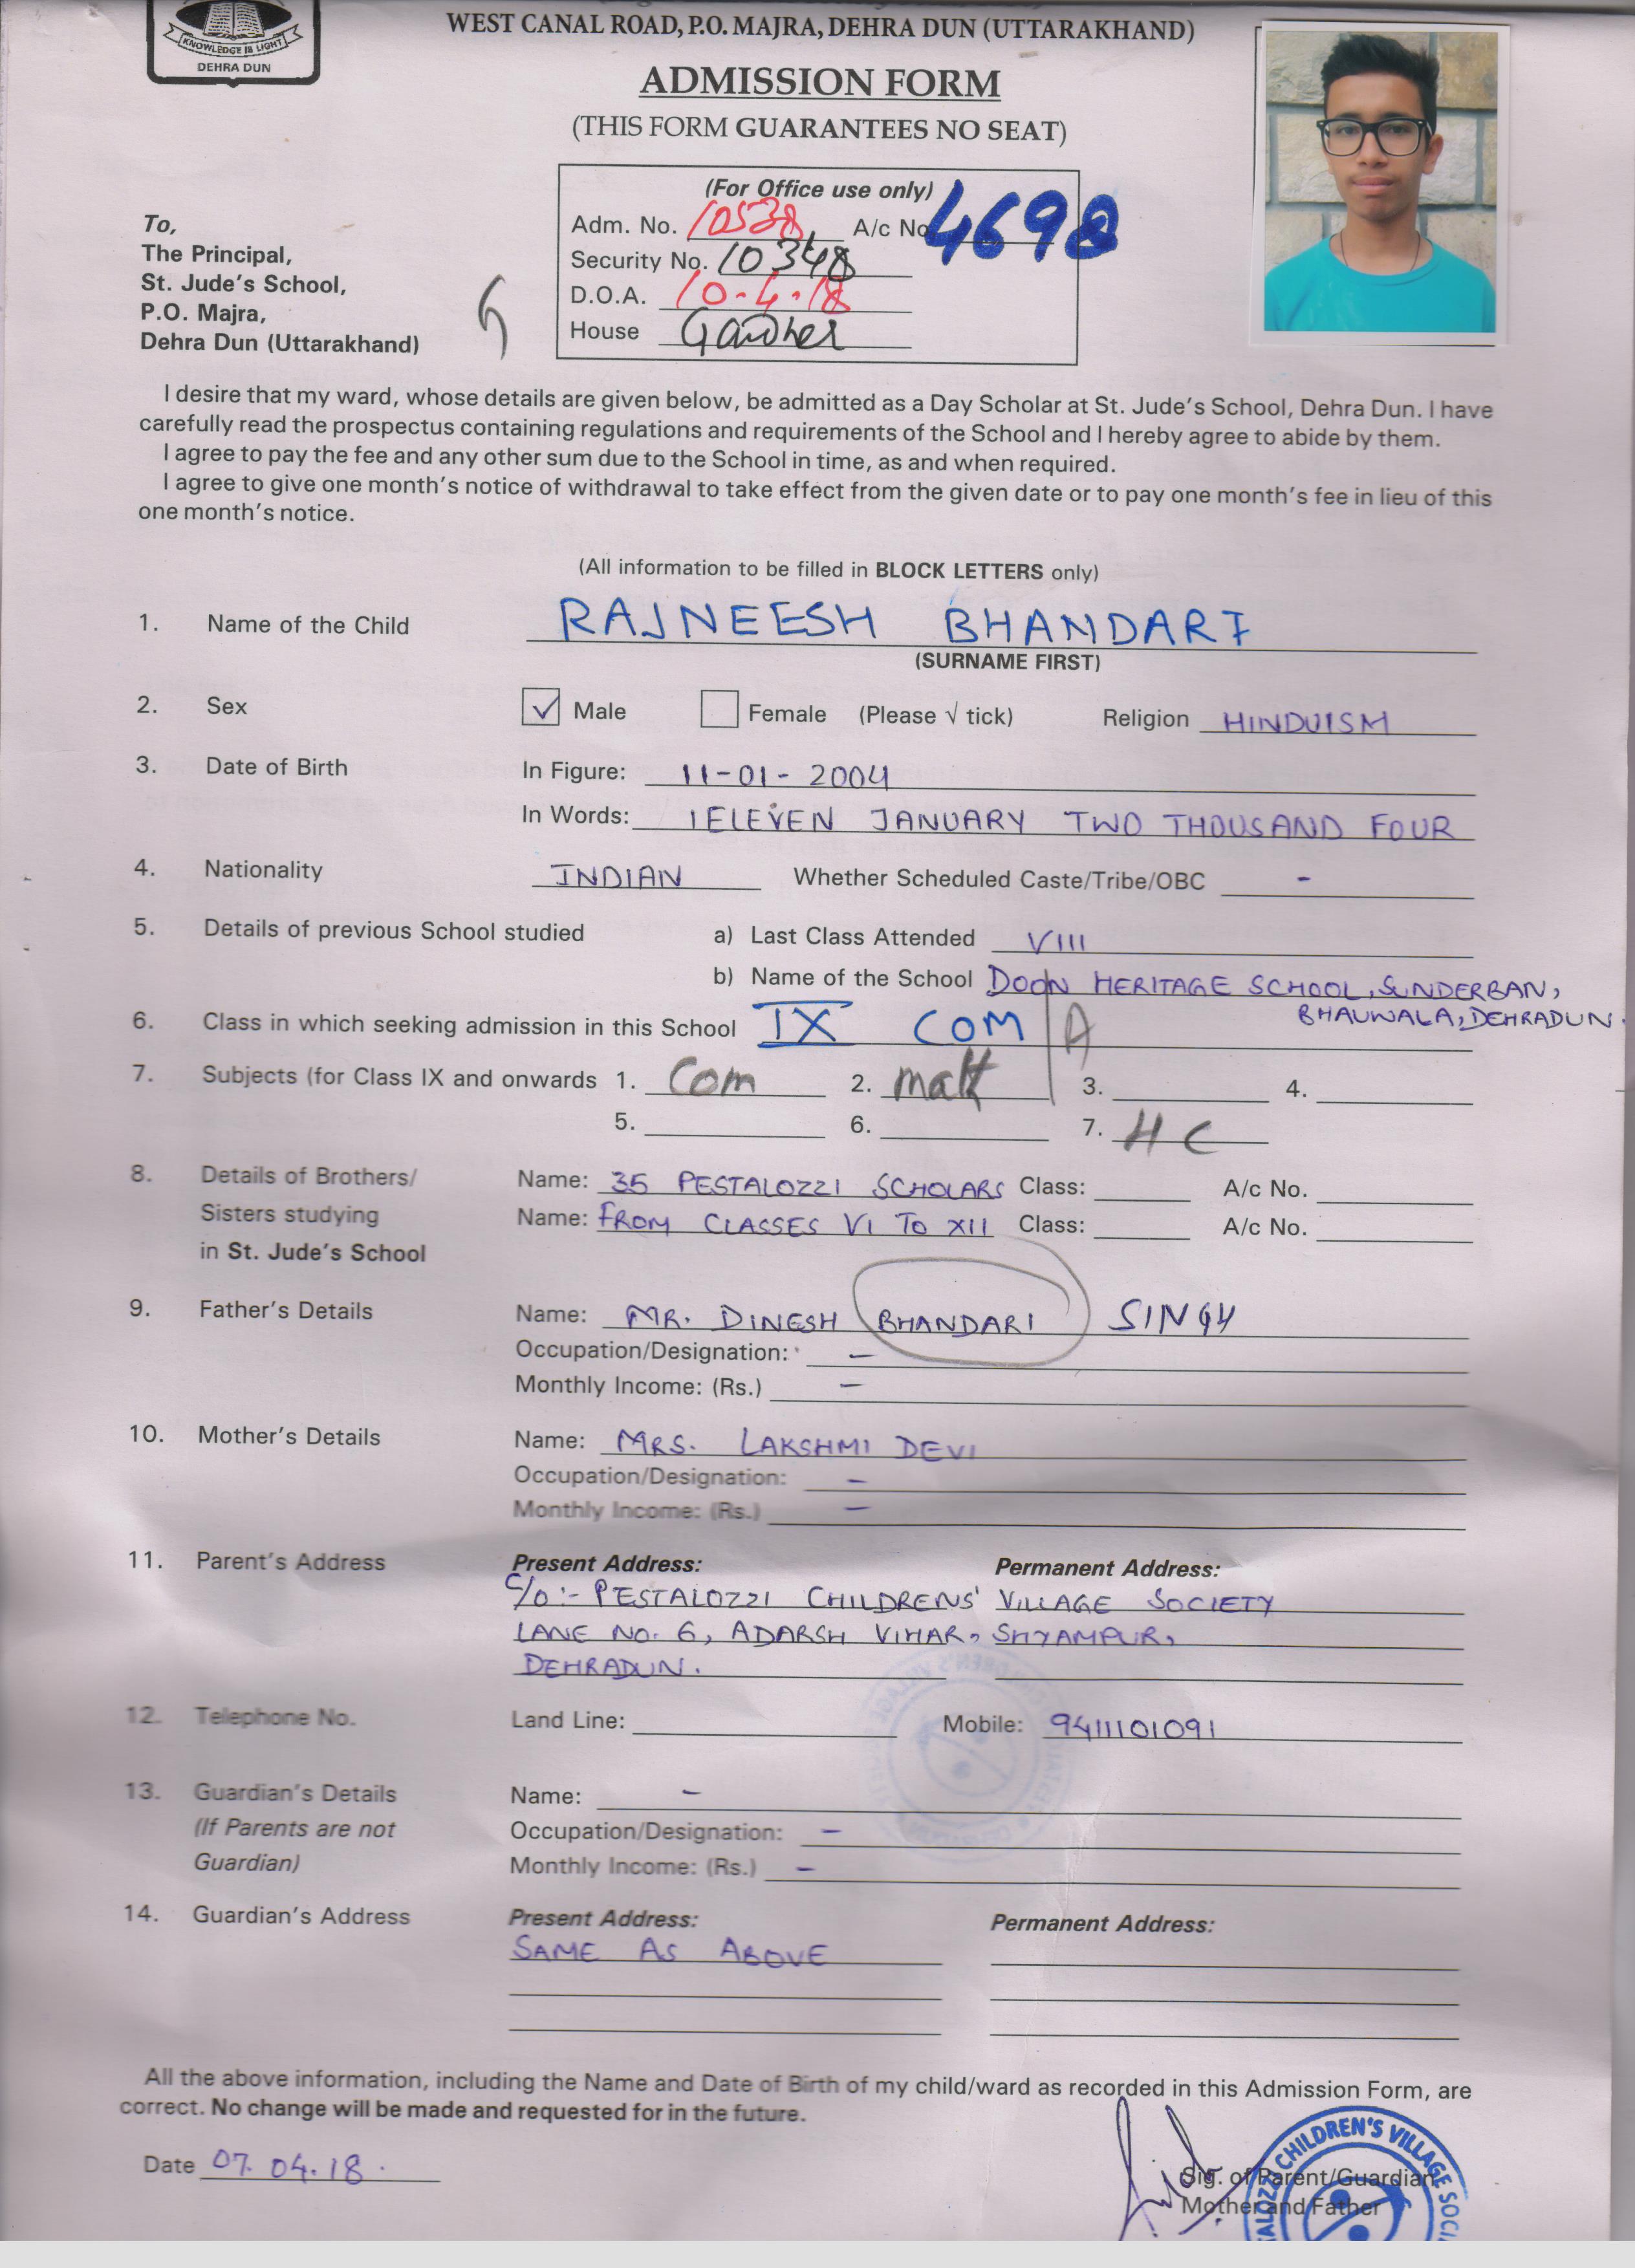 KNOWLEDGE IS LIGHT
DEHRA DUN
WEST CANAL ROAD, P.O. MAJRA, DEHRA DUN (UTTARAKHAND)
ADMISSION FORM
(THIS FORM GUARANTEES NO SEAT)
(For Office use only)
Adm. No. 10538 A/c No. 4698
Security No. 10348
D.O.A. 10-4-18
House
To,
The Principal,
St. Jude's School,
P.O. Majra,
Dehra Dun (Uttarakhand)
I desire that my ward, whose details are given below, be admitted as a Day Scholar at St. Jude's School, Dehra Dun. I have
carefully read the prospectus containing regulations and requirements of the School and I hereby agree to abide by them.
I agree to pay the fee and any other sum due to the School in time, as and when required.
I agree to give one month's notice of withdrawal to take effect from the given date or to pay one month's fee in lieu of this
one month's notice.
(All information to be filled in BLOCK LETTERS only)
1. Name of the Child RAJNEESH BHANDARI
(SURNAME FIRST)
2. Sex Male Female (Please √ tick) Religion HINDUISM
3. Date of Birth In Figure: 11-01-2004
In Words: ELEVEN JANUARY TWO THOUSAND FOUR
4. Nationality INDIAN Whether Scheduled Caste/Tribe/OBC -
5. Details of previous School studied a) Last Class Attended VIII
b) Name of the School DOON HERITAGE SCHOOL, SUNDERBAN,
BHAUWALA, DEHRADUN.
6. Class in which seeking admission in this School IX COM A
7. Subjects (for Class IX and onwards 1. Com 2. math 3. 4.
5. 6. 7. H C
8. Details of Brothers/ Name: 35 PESTALOZZI SCHOLARS Class: A/c No.
Sisters studying Name: FROM CLASSES VI TO XII Class: A/c No.
in St. Jude's School
9. Father's Details Name: MR. DINESH BHANDARI SINGH
Occupation/Designation: -
Monthly Income: (Rs.) -
10. Mother's Details Name: MRS. LAKSHMI DEVI
Occupation/Designation: -
Monthly Income: (Rs.) -
11. Parent's Address Present Address: Permanent Address:
C/O:- PESTALOZZI CHILDRENS' VILLAGE SOCIETY
LANE NO. 6, ADARSH VIHAR, SHYAMPUR,
DEHRADUN.
12. Telephone No. Land Line: Mobile: 9411101091
13. Guardian's Details Name: -
(If Parents are not Occupation/Designation: -
Guardian) Monthly Income: (Rs.) -
14. Guardian's Address Present Address: Permanent Address:
SAME AS ABOVE
All the above information, including the Name and Date of Birth of my child/ward as recorded in this Admission Form, are
correct. No change will be made and requested for in the future.
Date 07.04.18.
Sig. of Parent/Guardian
Mother and Father
CHILDREN'S VILLAGE